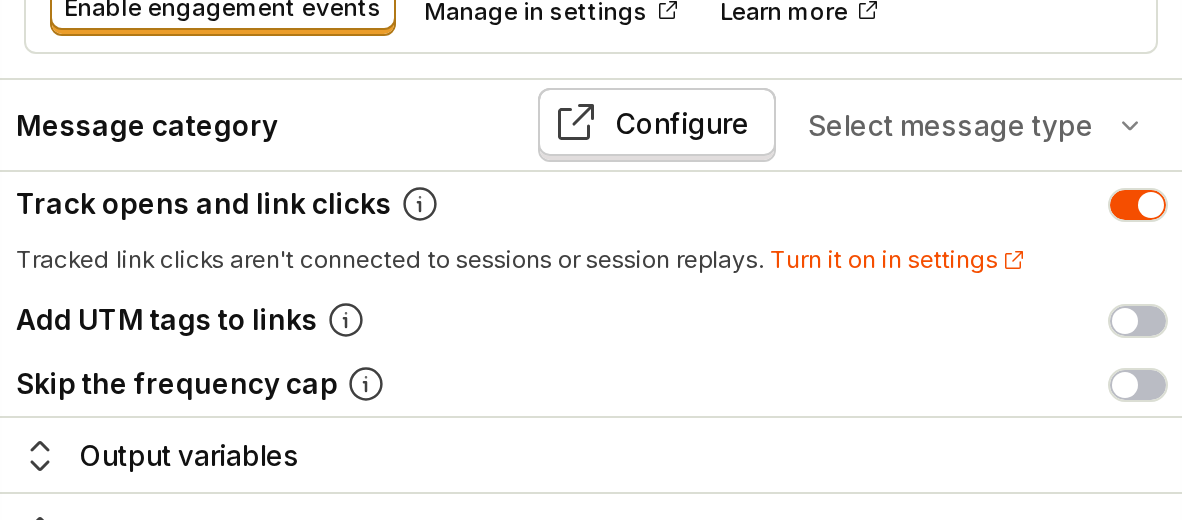 Enable engagement events Manage in settings Learn more
Message category Configure Select message type
Track opens and link clicks
Tracked link clicks aren't connected to sessions or session replays. Turn it on in settings
Add UTM tags to links
Skip the frequency cap
Output variables